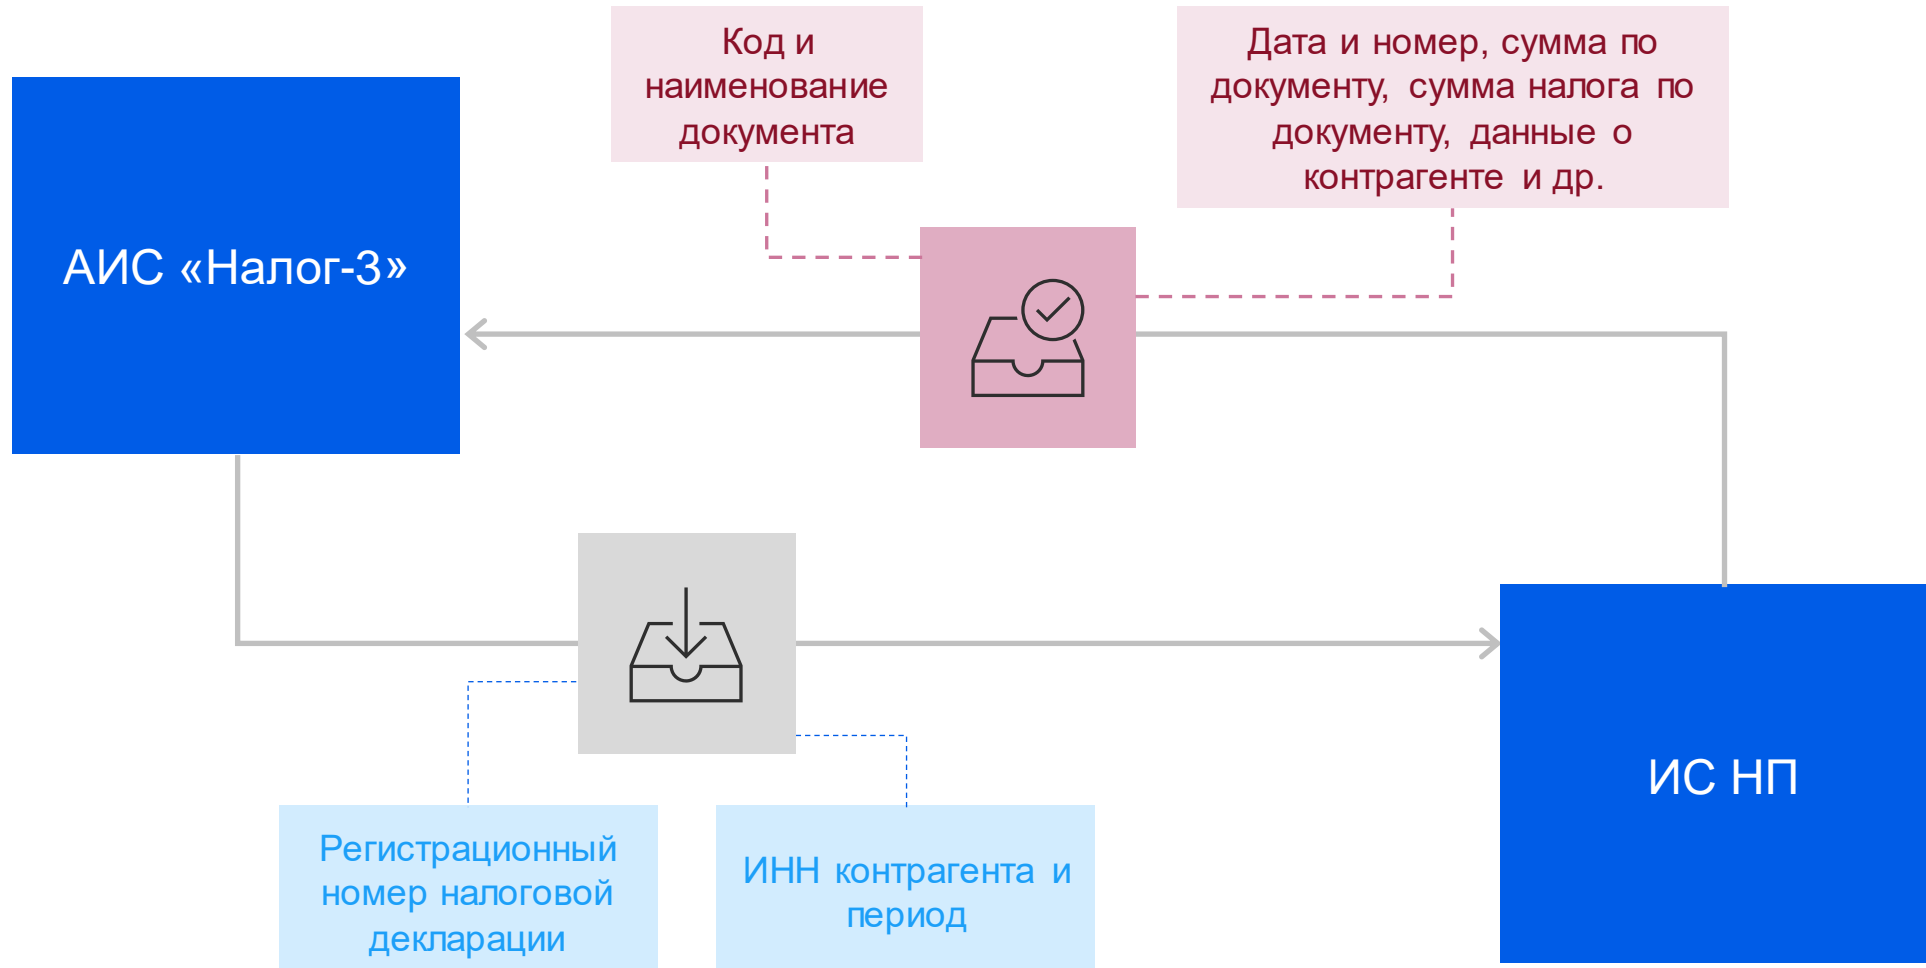 Код и
наименование
документа
Дата и номер, сумма по
документу, сумма налога по
документу, данные о
контрагенте и др.
АИС «Налог-3»
ИС НП
Регистрационный
номер налоговой
декларации
ИНН контрагента и
период